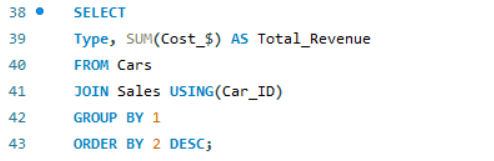 38 SELECT
39 Type, SUM(Cost_$) AS Total_Revenue
40 FROM Cars
41 JOIN Sales USING(Car_ID)
42 GROUP BY 1
43 ORDER BY 2 DESC;